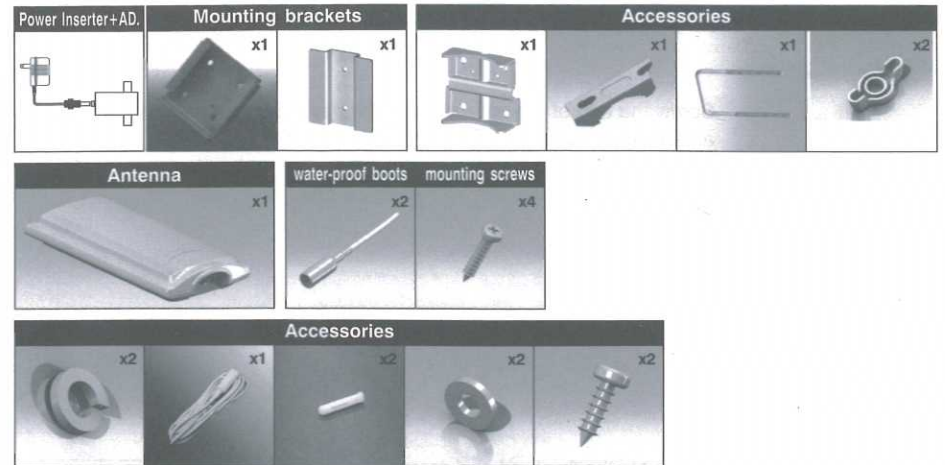 Power Inserter+AD.
Mounting brackets
Accessories
x1
x1
x1
x1
x1
x2
Antenna
water-proof boots
mounting screws
x1
x2
x4
Accessories
x2
x1
x2
x2
x2